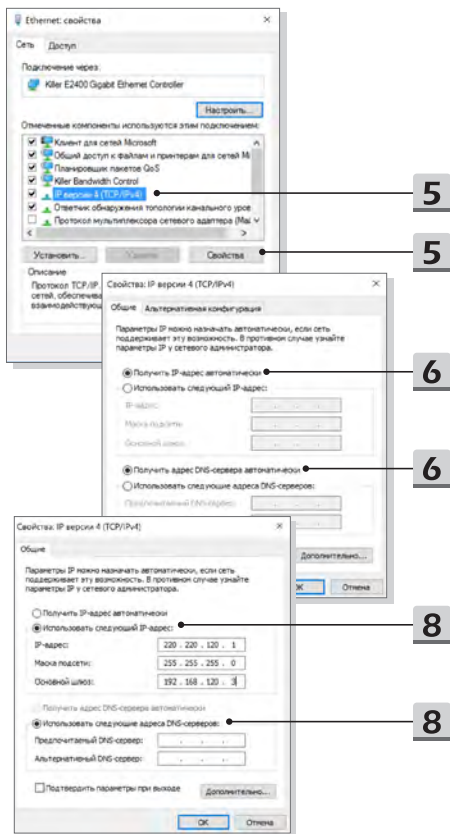 Ethernet: свойства
Сеть Доступ
Подключение через:
Killer E2400 Gigabit Ethernet Controller
Настроить...
Отмеченные компоненты используются этим подключением:
Клиент для сетей Microsoft
Общий доступ к файлам и принтерам для сетей Mi
Планировщик пакетов QoS
Killer Bandwidth Control
IP версии 4 (TCP/IPv4)
Ответчик обнаружения топологии канального уров
Протокол мультиплексора сетевого адаптера (Май
5
Установить... Удалить Свойства
5
Описание
Протокол TCP/IP.
сетей, обеспечива
взаимодействующ
Свойства: IP версии 4 (TCP/IPv4)
Общие Альтернативная конфигурация
Параметры IP можно назначать автоматически, если сеть
поддерживает эту возможность. В противном случае узнайте
параметры IP у сетевого администратора.
Получить IP-адрес автоматически
6
Использовать следующий IP-адрес:
IP-адрес:
Маска подсети:
Основной шлюз:
Получить адрес DNS-сервера автоматически
6
Использовать следующие адреса DNS-серверов:
Предпочитаемый DNS-сервер:
Дополнительно...
ОК Отмена
Свойства: IP версии 4 (TCP/IPv4)
Общие
Параметры IP можно назначать автоматически, если сеть
поддерживает эту возможность. В противном случае узнайте
параметры IP у сетевого администратора.
Получить IP-адрес автоматически
Использовать следующий IP-адрес:
8
IP-адрес: 220 . 220 . 120 . 1
Маска подсети: 255 . 255 . 255 . 0
Основной шлюз: 192 . 168 . 120 . 3
Получить адрес DNS-сервера автоматически
Использовать следующие адреса DNS-серверов:
8
Предпочитаемый DNS-сервер:
Альтернативный DNS-сервер:
Подтвердить параметры при выходе
Дополнительно...
ОК Отмена